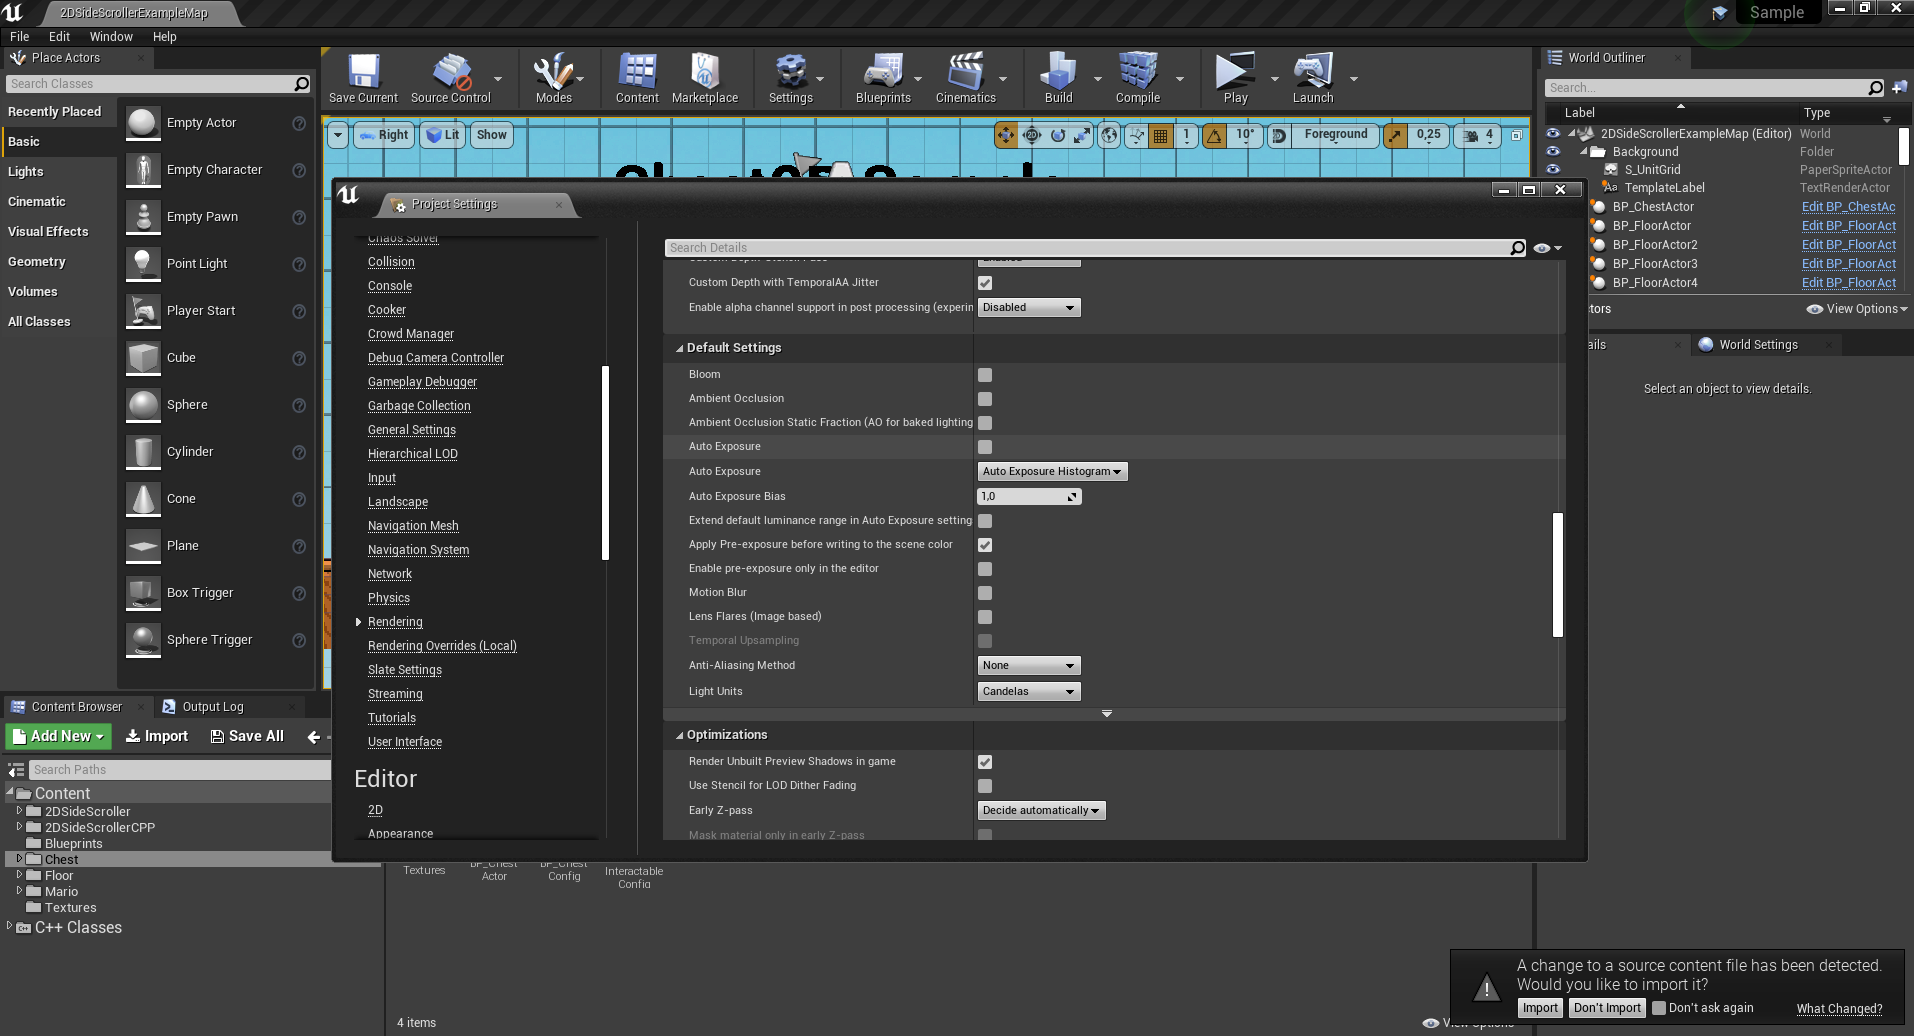 2DSideScrollerExampleMap
Sample
File Edit Window Help
Place Actors
Search Classes
Recently Placed
Basic
Lights
Cinematic
Visual Effects
Geometry
Volumes
All Classes
Empty Actor
Empty Character
Empty Pawn
Point Light
Player Start
Cube
Sphere
Cylinder
Cone
Plane
Box Trigger
Sphere Trigger
Save Current
Source Control
Modes
Content
Marketplace
Settings
Blueprints
Cinematics
Build
Compile
Play
Launch
Right
Lit
Show
1
10°
Foreground
0,25
4
World Outliner
Search...
Label Type
2DSideScrollerExampleMap (Editor) World
Background Folder
S_UnitGrid PaperSpriteActor
TemplateLabel TextRenderActor
BP_ChestActor Edit BP_ChestAc
BP_FloorActor Edit BP_FloorAct
BP_FloorActor2 Edit BP_FloorAct
BP_FloorActor3 Edit BP_FloorAct
BP_FloorActor4 Edit BP_FloorAct
ctors
View Options
ails
World Settings
Select an object to view details.
Project Settings
Chaos Solver
Collision
Console
Cooker
Crowd Manager
Debug Camera Controller
Gameplay Debugger
Garbage Collection
General Settings
Hierarchical LOD
Input
Landscape
Navigation Mesh
Navigation System
Network
Physics
Rendering
Rendering Overrides (Local)
Slate Settings
Streaming
Tutorials
User Interface
Editor
2D
Appearance
Search Details
Custom Depth with TemporalAA Jitter
Enable alpha channel support in post processing (experin Disabled
Default Settings
Bloom
Ambient Occlusion
Ambient Occlusion Static Fraction (AO for baked lighting
Auto Exposure
Auto Exposure Auto Exposure Histogram
Auto Exposure Bias 1,0
Extend default luminance range in Auto Exposure setting
Apply Pre-exposure before writing to the scene color
Enable pre-exposure only in the editor
Motion Blur
Lens Flares (Image based)
Temporal Upsampling
Anti-Aliasing Method None
Light Units Candelas
Optimizations
Render Unbuilt Preview Shadows in game
Use Stencil for LOD Dither Fading
Early Z-pass Decide automatically
Mask material only in early Z-pass
Content Browser
Output Log
Add New
Import
Save All
Search Paths
Content
2DSideScroller
2DSideScrollerCPP
Blueprints
Chest
Floor
Mario
Textures
C++ Classes
Textures
BP_Chest
Actor
BP_Chest
Config
Interactable
Config
4 items
View Options
A change to a source content file has been detected.
Would you like to import it?
Import
Don't Import
Don't ask again
What Changed?